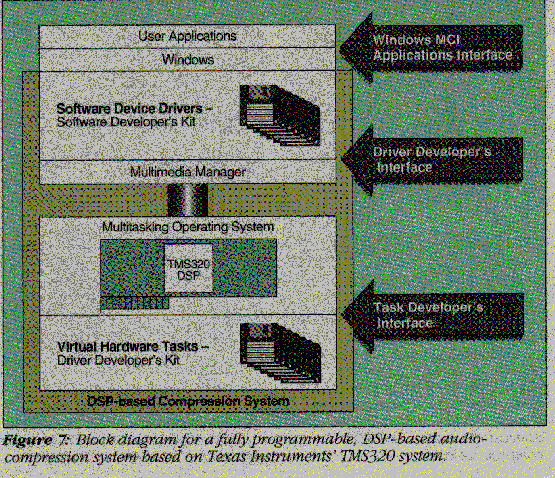 User Applications
Windows
Windows MCI
Applications Interface
Software Device Drivers –
Software Developer's Kit
Driver Developer's
Interface
Multimedia Manager
Multitasking Operating System
TMS320
DSP
Task Developer's
Interface
Virtual Hardware Tasks –
Driver Developer's Kit
DSP-based Compression System
Figure 7: Block diagram for a fully programmable, DSP-based audio-
compression system based on Texas Instruments' TMS320 system.